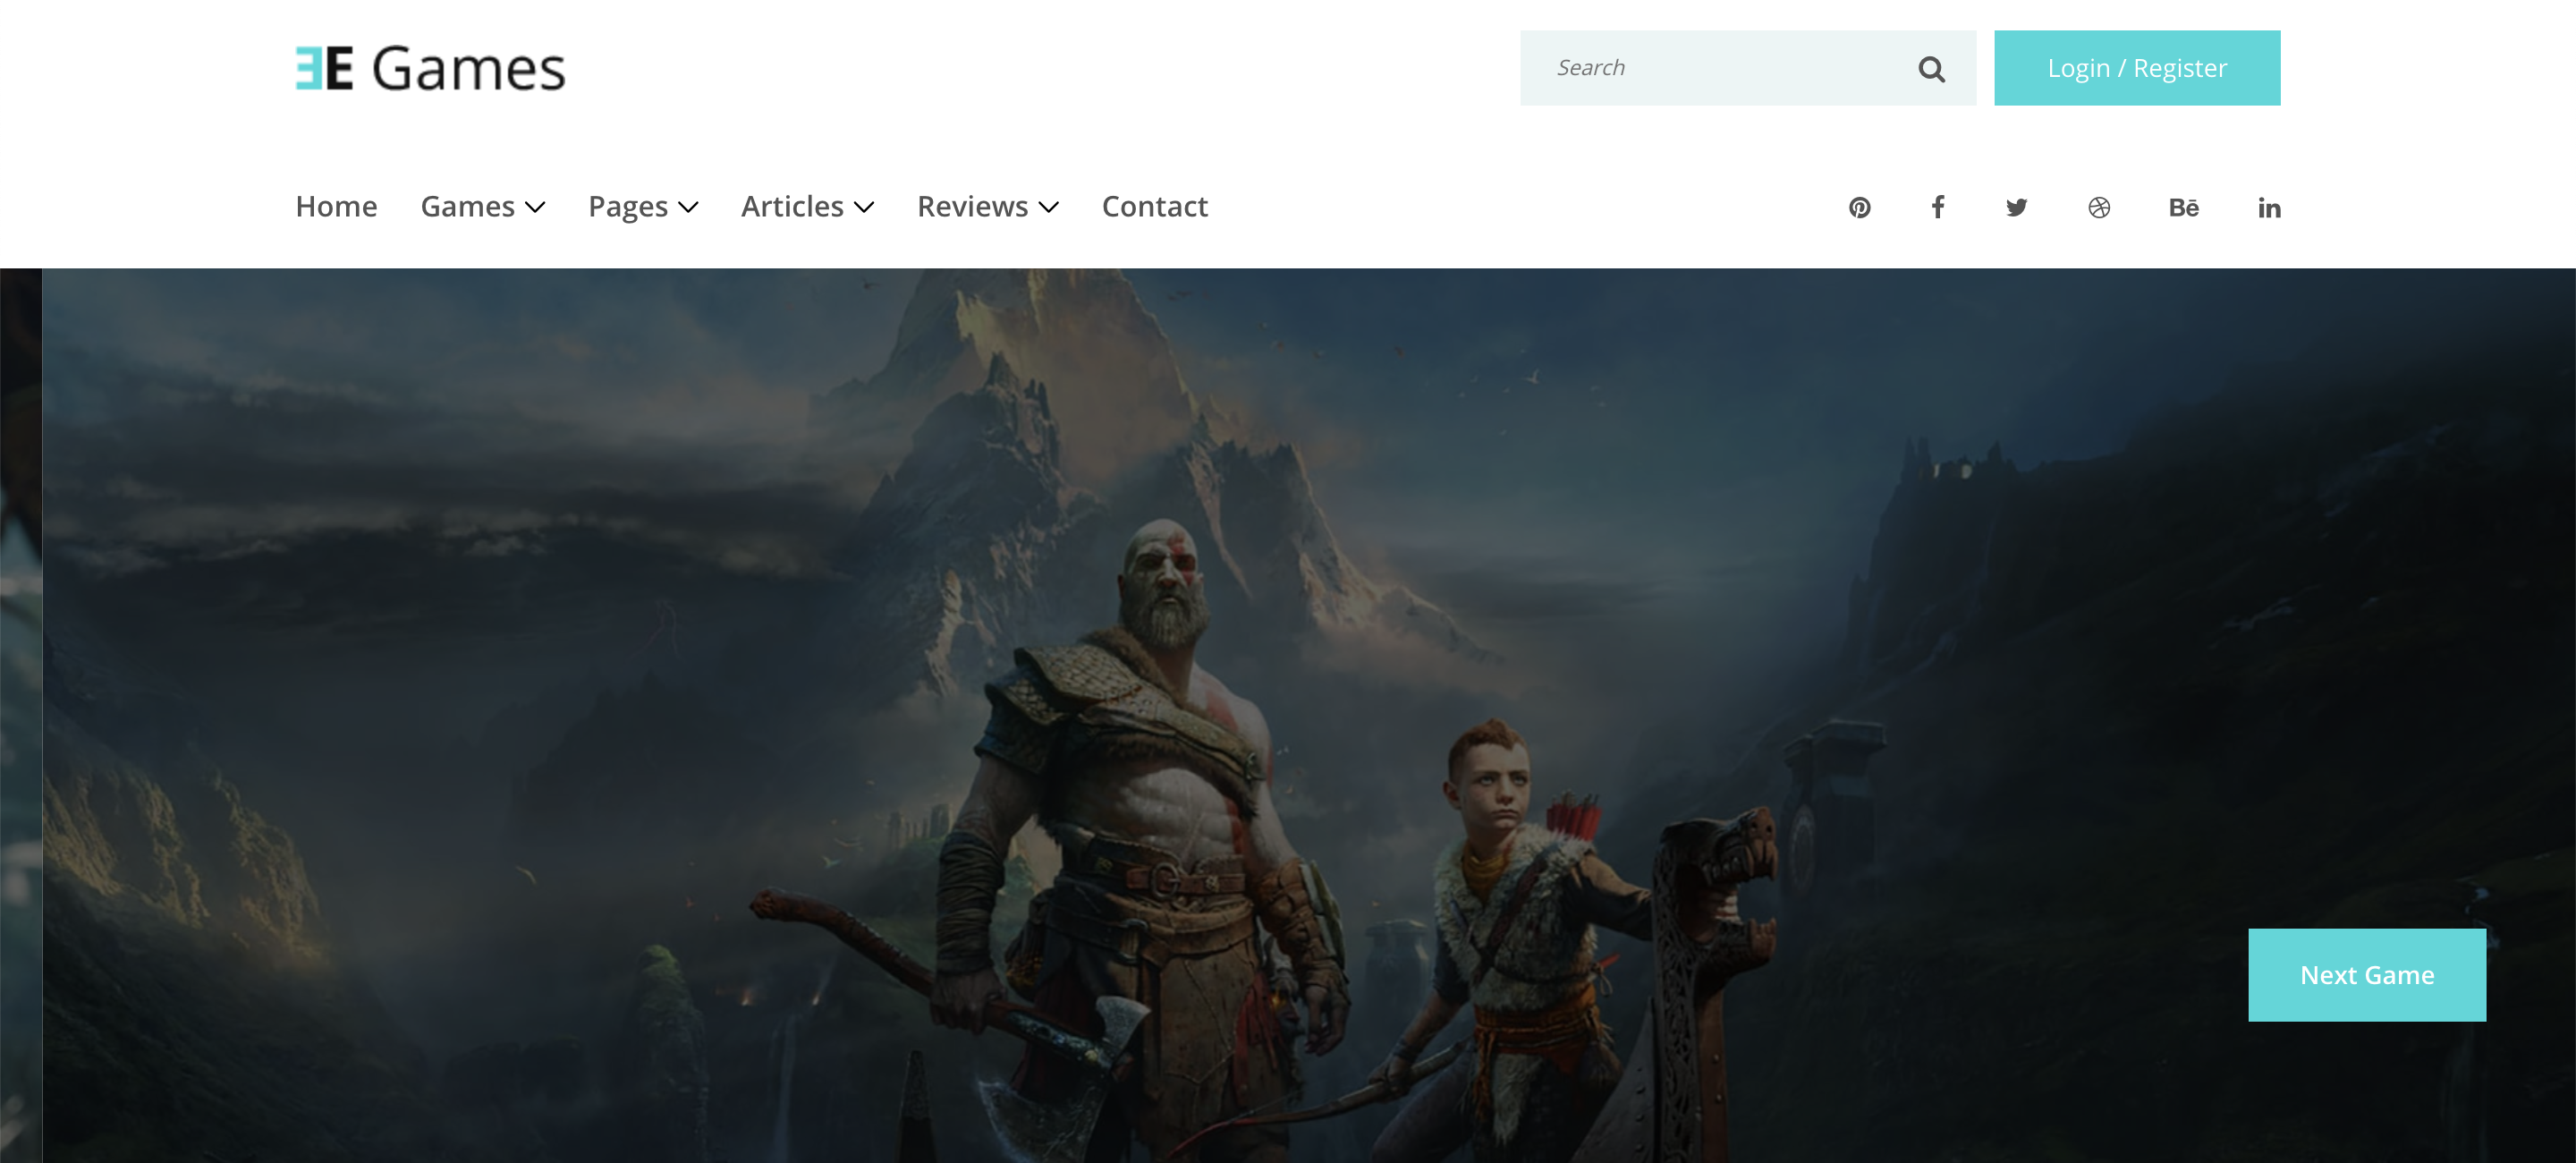 ƎE Games
Search
Login / Register
Home Games Pages Articles Reviews Contact
Bē in
Next Game